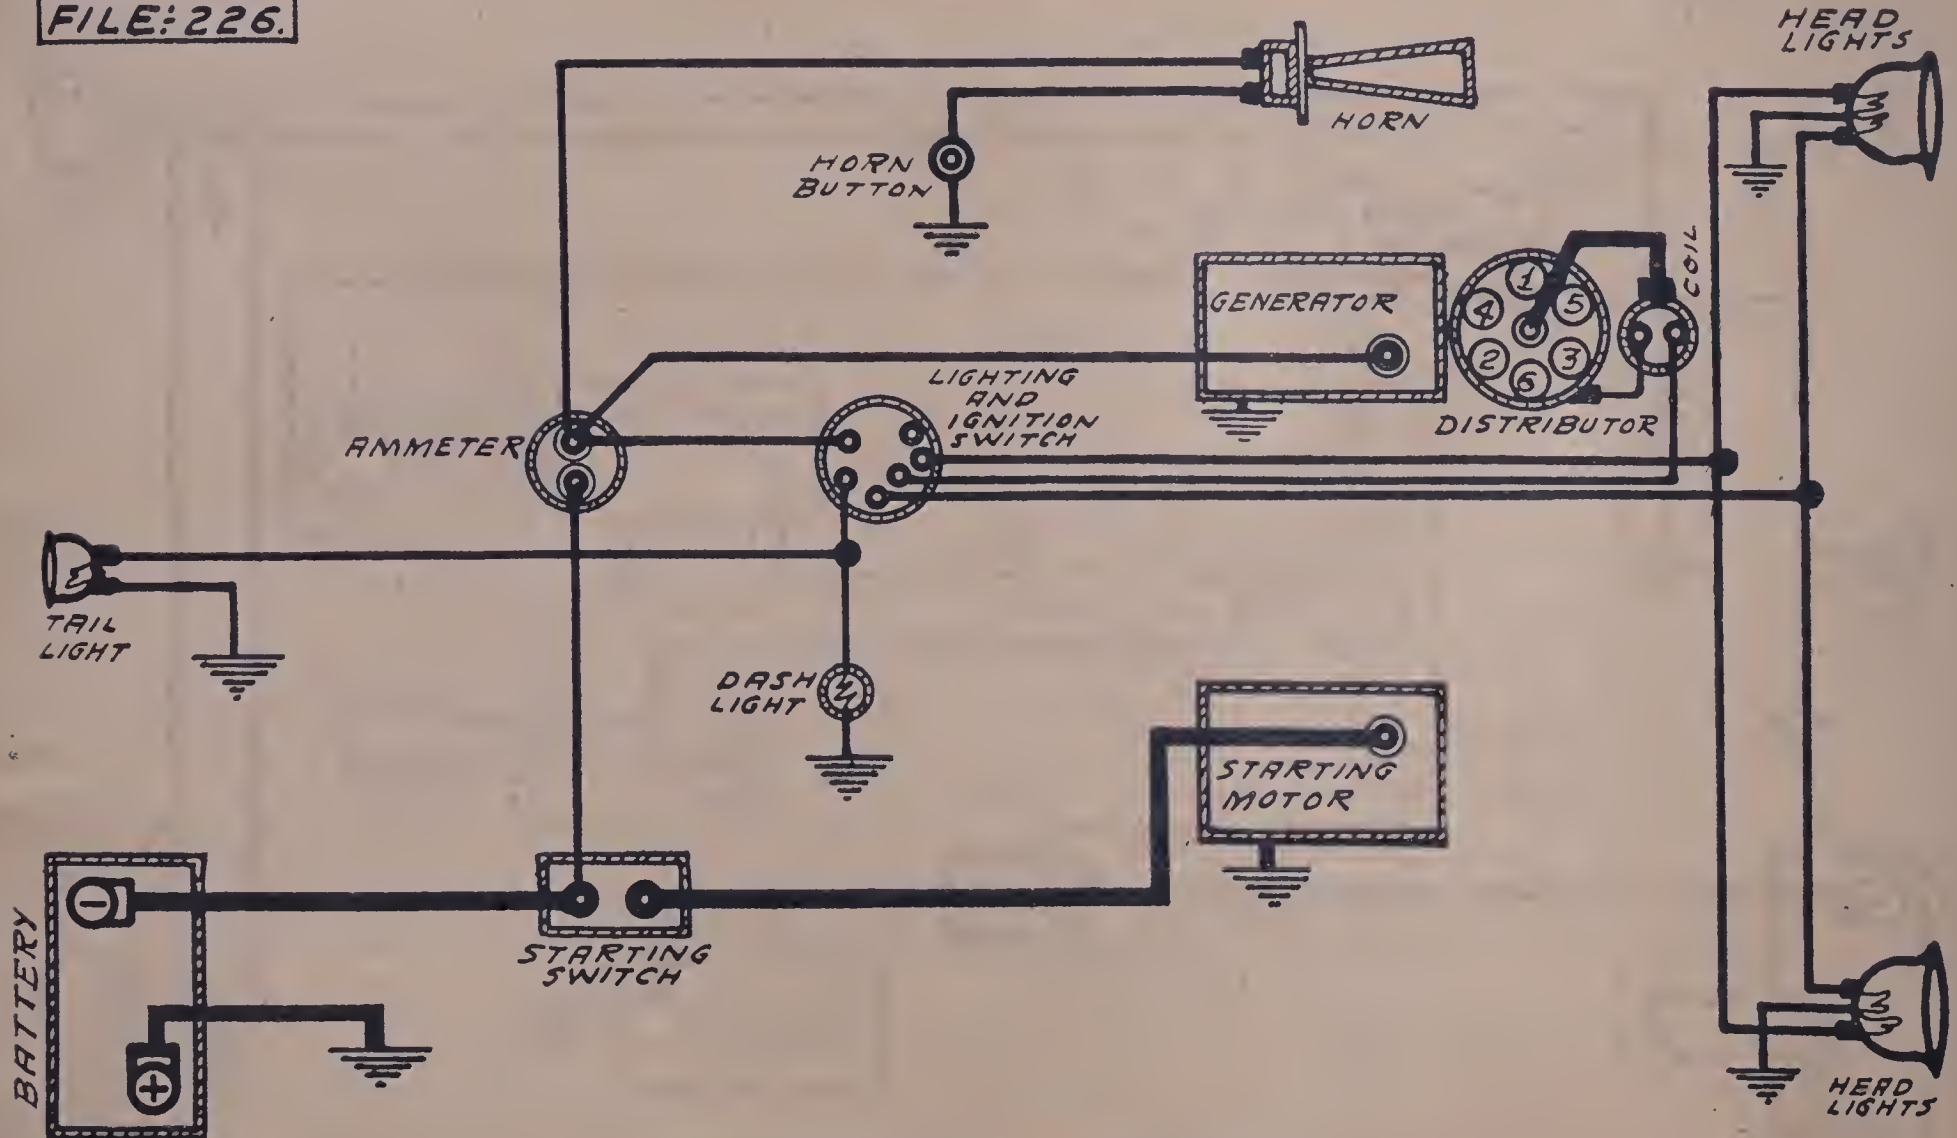 FILE:-226.
HEAD
LIGHTS
HORN
HORN
BUTTON
COIL
GENERATOR
1
5
4
2
3
6
LIGHTING
AND
IGNITION
SWITCH
DISTRIBUTOR
AMMETER
TAIL
LIGHT
DASH
LIGHT
STARTING
MOTOR
BATTERY
-
+
STARTING
SWITCH
HEAD
LIGHTS